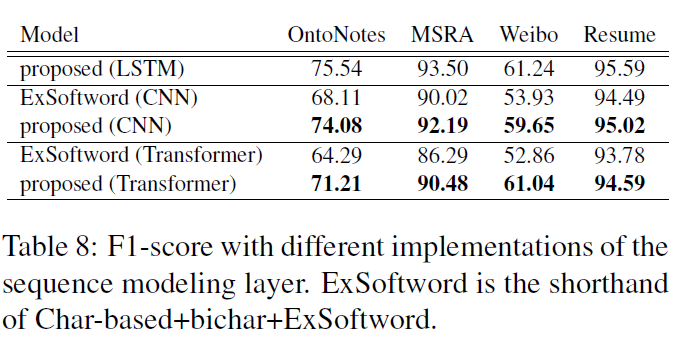 Model OntoNotes MSRA Weibo Resume
proposed (LSTM) 75.54 93.50 61.24 95.59
ExSoftword (CNN) 68.11 90.02 53.93 94.49
proposed (CNN) 74.08 92.19 59.65 95.02
ExSoftword (Transformer) 64.29 86.29 52.86 93.78
proposed (Transformer) 71.21 90.48 61.04 94.59
Table 8: F1-score with different implementations of the
sequence modeling layer. ExSoftword is the shorthand
of Char-based+bichar+ExSoftword.